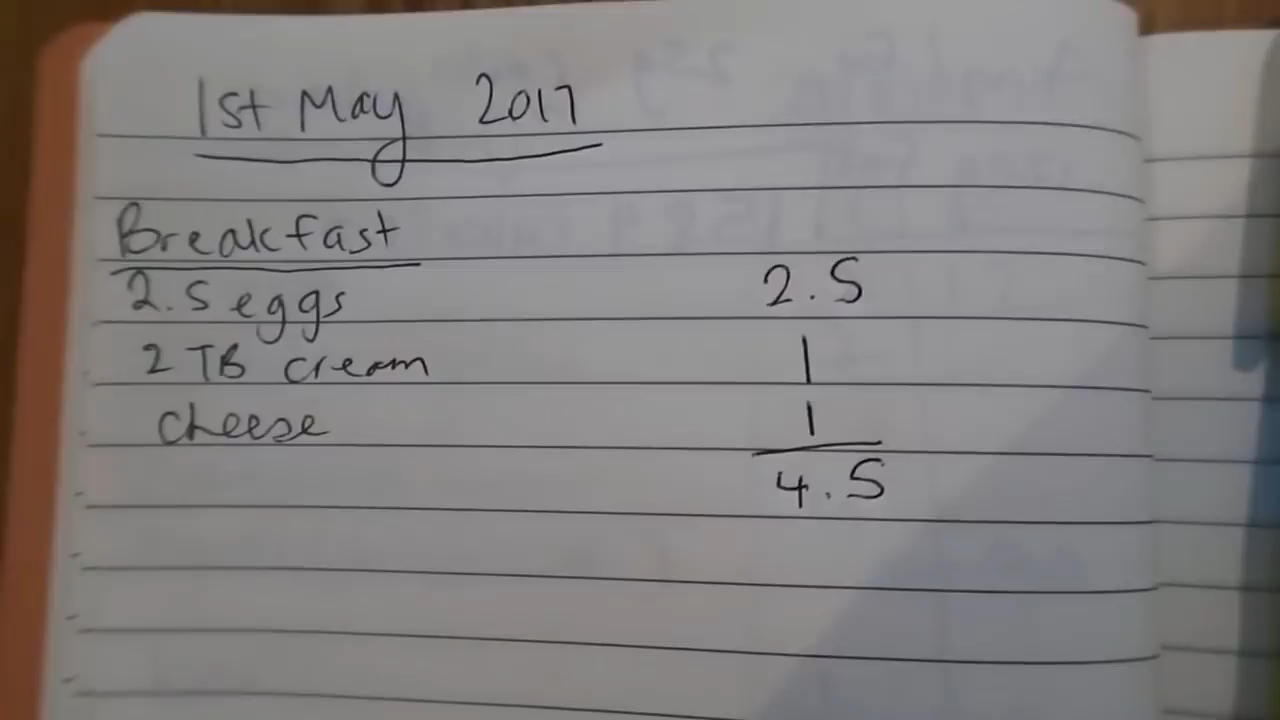 1st May 2017
Breakfast
2.5 eggs 2.5
2 TB cream 1
cheese 1
4.5